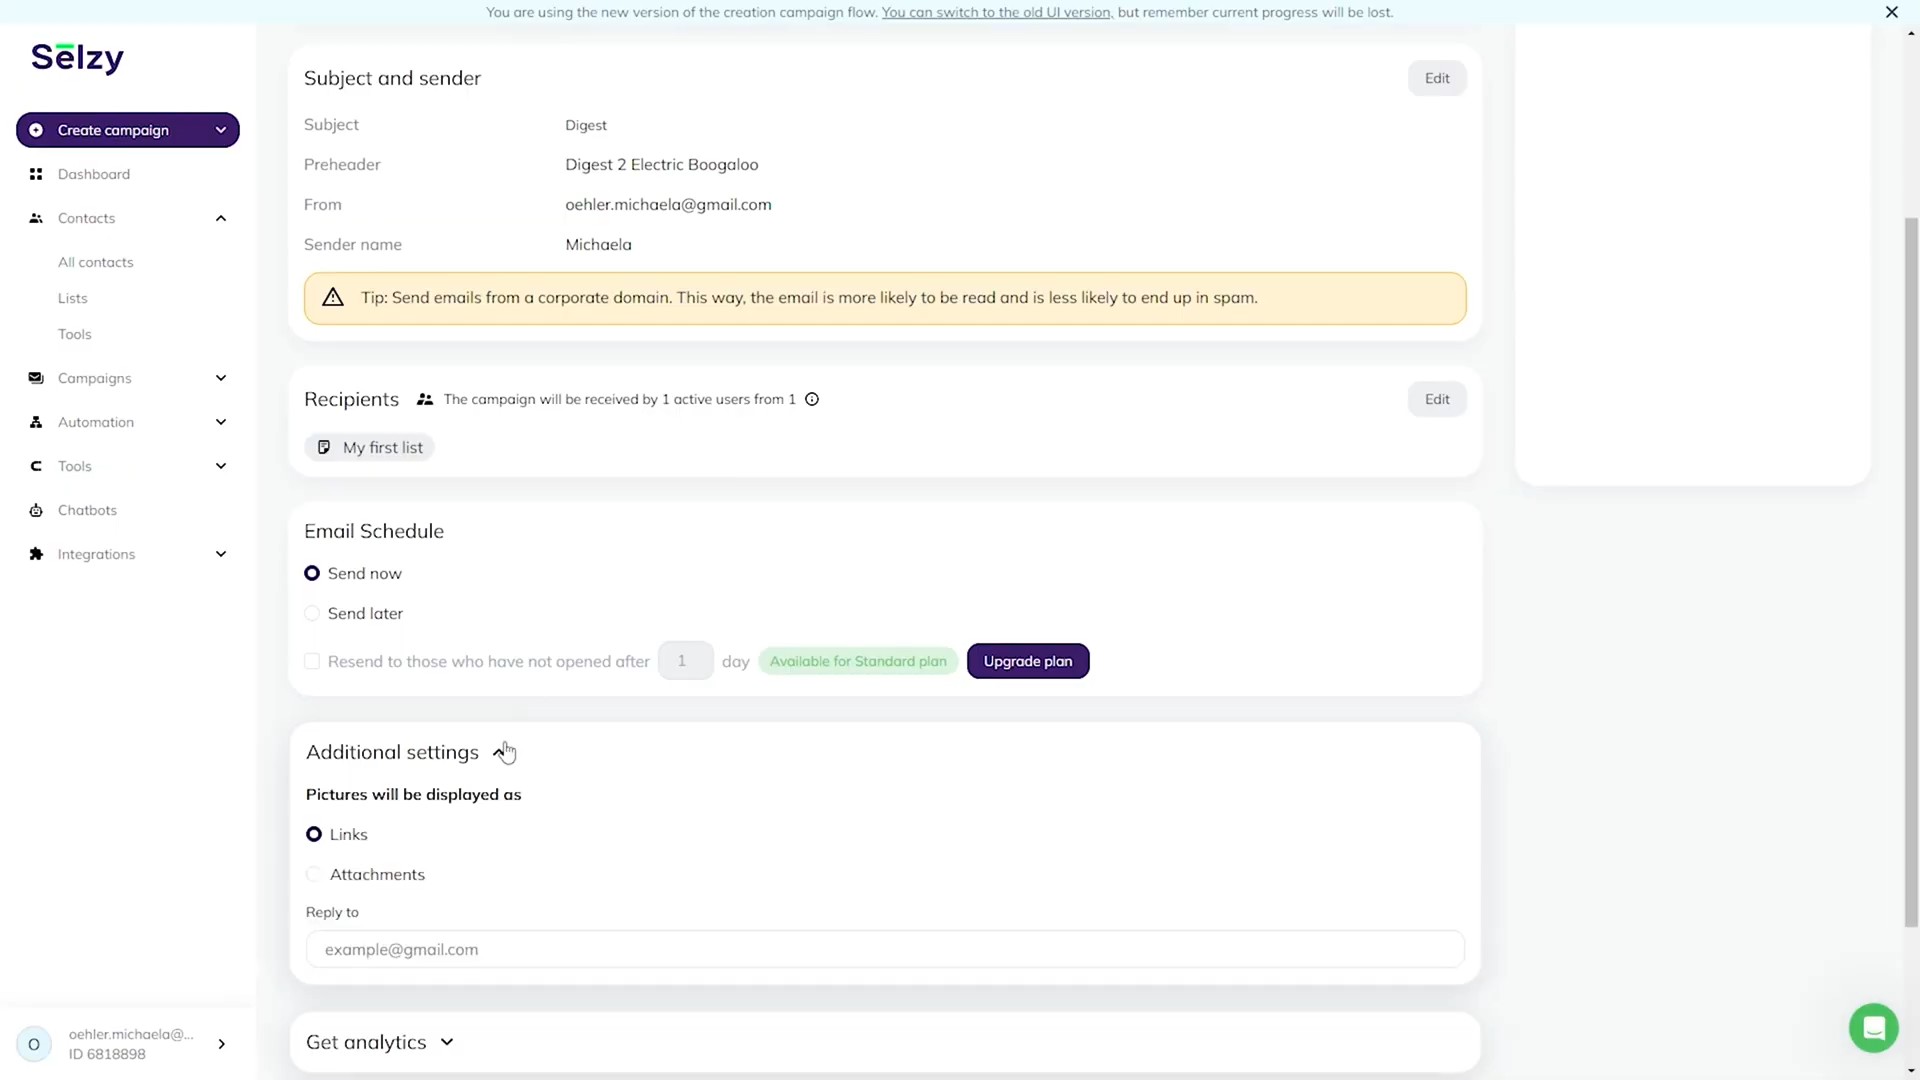 You are using the new version of the creation campaign flow. You can switch to the old UI version, but remember current progress will be lost.
Selzy
Create campaign
Dashboard
Contacts
All contacts
Lists
Tools
Campaigns
Automation
Tools
Chatbots
Integrations
oehler.michaela@...
O
ID 6818898
Subject and sender
Edit
Subject
Digest
Preheader
Digest 2 Electric Boogaloo
From
oehler.michaela@gmail.com
Sender name
Michaela
Tip: Send emails from a corporate domain. This way, the email is more likely to be read and is less likely to end up in spam.
Recipients
The campaign will be received by 1 active users from 1
Edit
My first list
Email Schedule
Send now
Send later
Resend to those who have not opened after 1 day Available for Standard plan Upgrade plan
Additional settings
Pictures will be displayed as
Links
Attachments
Reply to
example@gmail.com
Get analytics